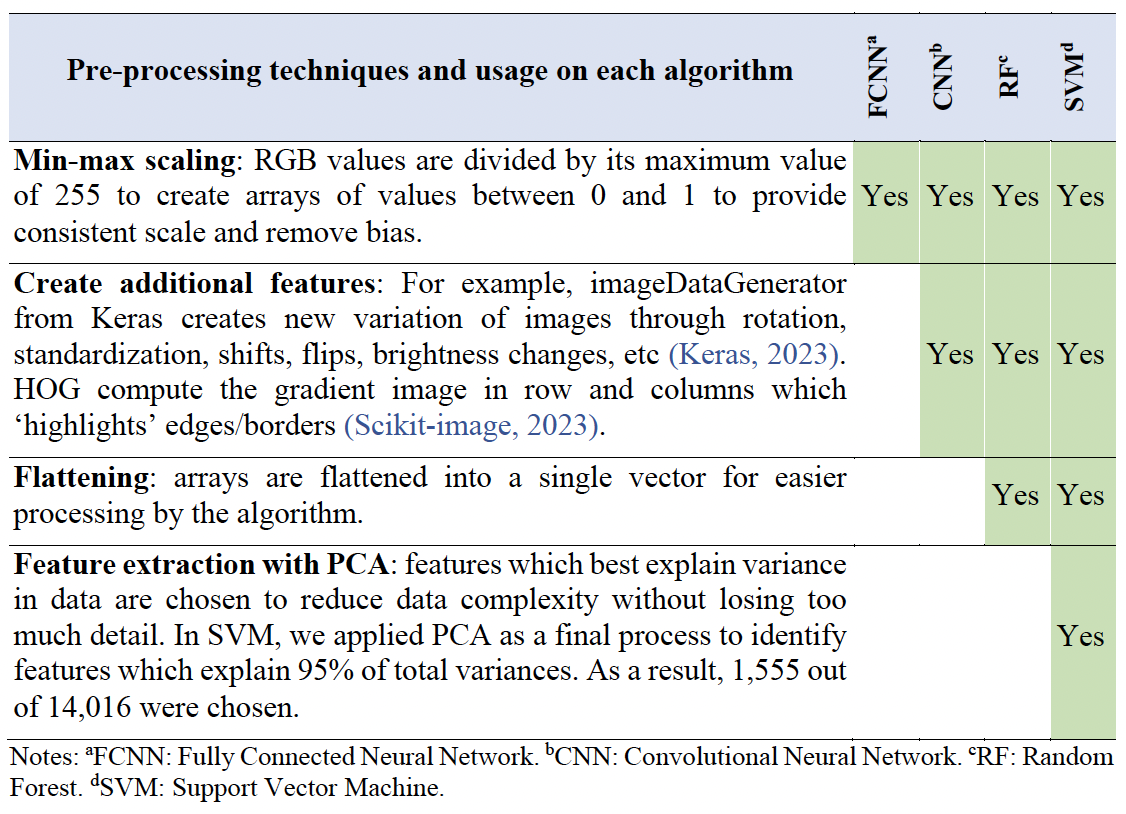 Pre-processing techniques and usage on each algorithm
FCNNᵃ
CNNᵇ
RFᶜ
SVMᵈ
Min-max scaling: RGB values are divided by its maximum value
of 255 to create arrays of values between 0 and 1 to provide
consistent scale and remove bias.
Yes Yes Yes Yes
Create additional features: For example, imageDataGenerator
from Keras creates new variation of images through rotation,
standardization, shifts, flips, brightness changes, etc (Keras, 2023).
HOG compute the gradient image in row and columns which
‘highlights’ edges/borders (Scikit-image, 2023).
Yes Yes Yes
Flattening: arrays are flattened into a single vector for easier
processing by the algorithm.
Yes Yes
Feature extraction with PCA: features which best explain variance
in data are chosen to reduce data complexity without losing too
much detail. In SVM, we applied PCA as a final process to identify
features which explain 95% of total variances. As a result, 1,555 out
of 14,016 were chosen.
Yes
Notes: ᵃFCNN: Fully Connected Neural Network. ᵇCNN: Convolutional Neural Network. ᶜRF: Random
Forest. ᵈSVM: Support Vector Machine.